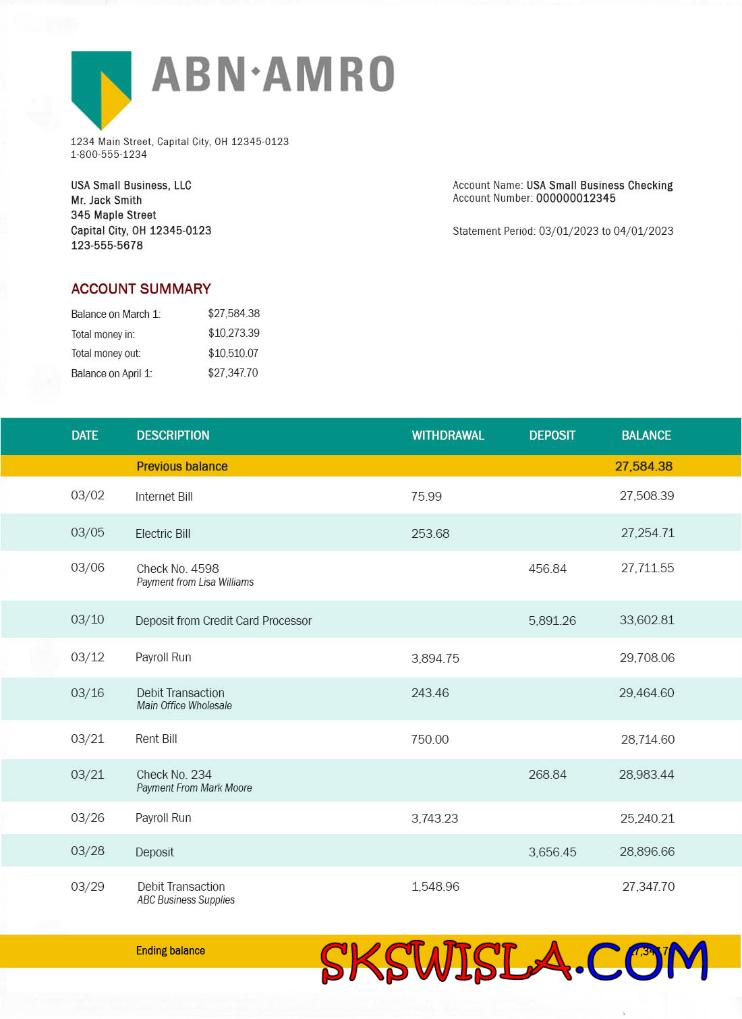 ABN·AMRO
1234 Main Street, Capital City, OH 12345-0123
1-800-555-1234
USA Small Business, LLC
Mr. Jack Smith
345 Maple Street
Capital City, OH 12345-0123
123-555-5678
Account Name: USA Small Business Checking
Account Number: 000000012345
Statement Period: 03/01/2023 to 04/01/2023
ACCOUNT SUMMARY
Balance on March 1: $27,584.38
Total money in: $10,273.39
Total money out: $10,510.07
Balance on April 1: $27,347.70
DATE DESCRIPTION WITHDRAWAL DEPOSIT BALANCE
Previous balance 27,584.38
03/02 Internet Bill 75.99 27,508.39
03/05 Electric Bill 253.68 27,254.71
03/06 Check No. 4598 456.84 27,711.55
Payment from Lisa Williams
03/10 Deposit from Credit Card Processor 5,891.26 33,602.81
03/12 Payroll Run 3,894.75 29,708.06
03/16 Debit Transaction 243.46 29,464.60
Main Office Wholesale
03/21 Rent Bill 750.00 28,714.60
03/21 Check No. 234 268.84 28,983.44
Payment From Mark Moore
03/26 Payroll Run 3,743.23 25,240.21
03/28 Deposit 3,656.45 28,896.66
03/29 Debit Transaction 1,548.96 27,347.70
ABC Business Supplies
Ending balance
SKSWISLA.COM